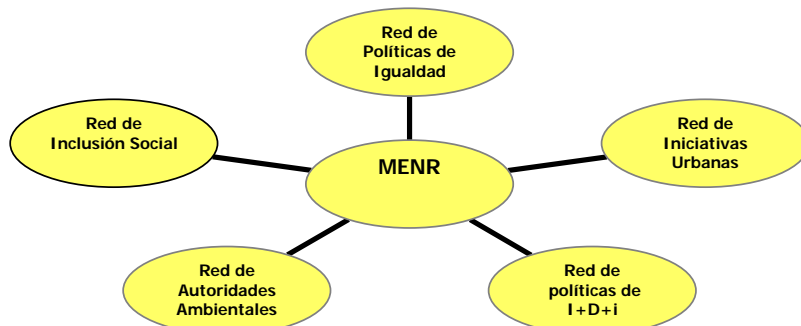 Red de
Políticas de
Igualdad
Red de
Inclusión Social
MENR
Red de
Iniciativas
Urbanas
Red de
Autoridades
Ambientales
Red de
políticas de
I+D+i